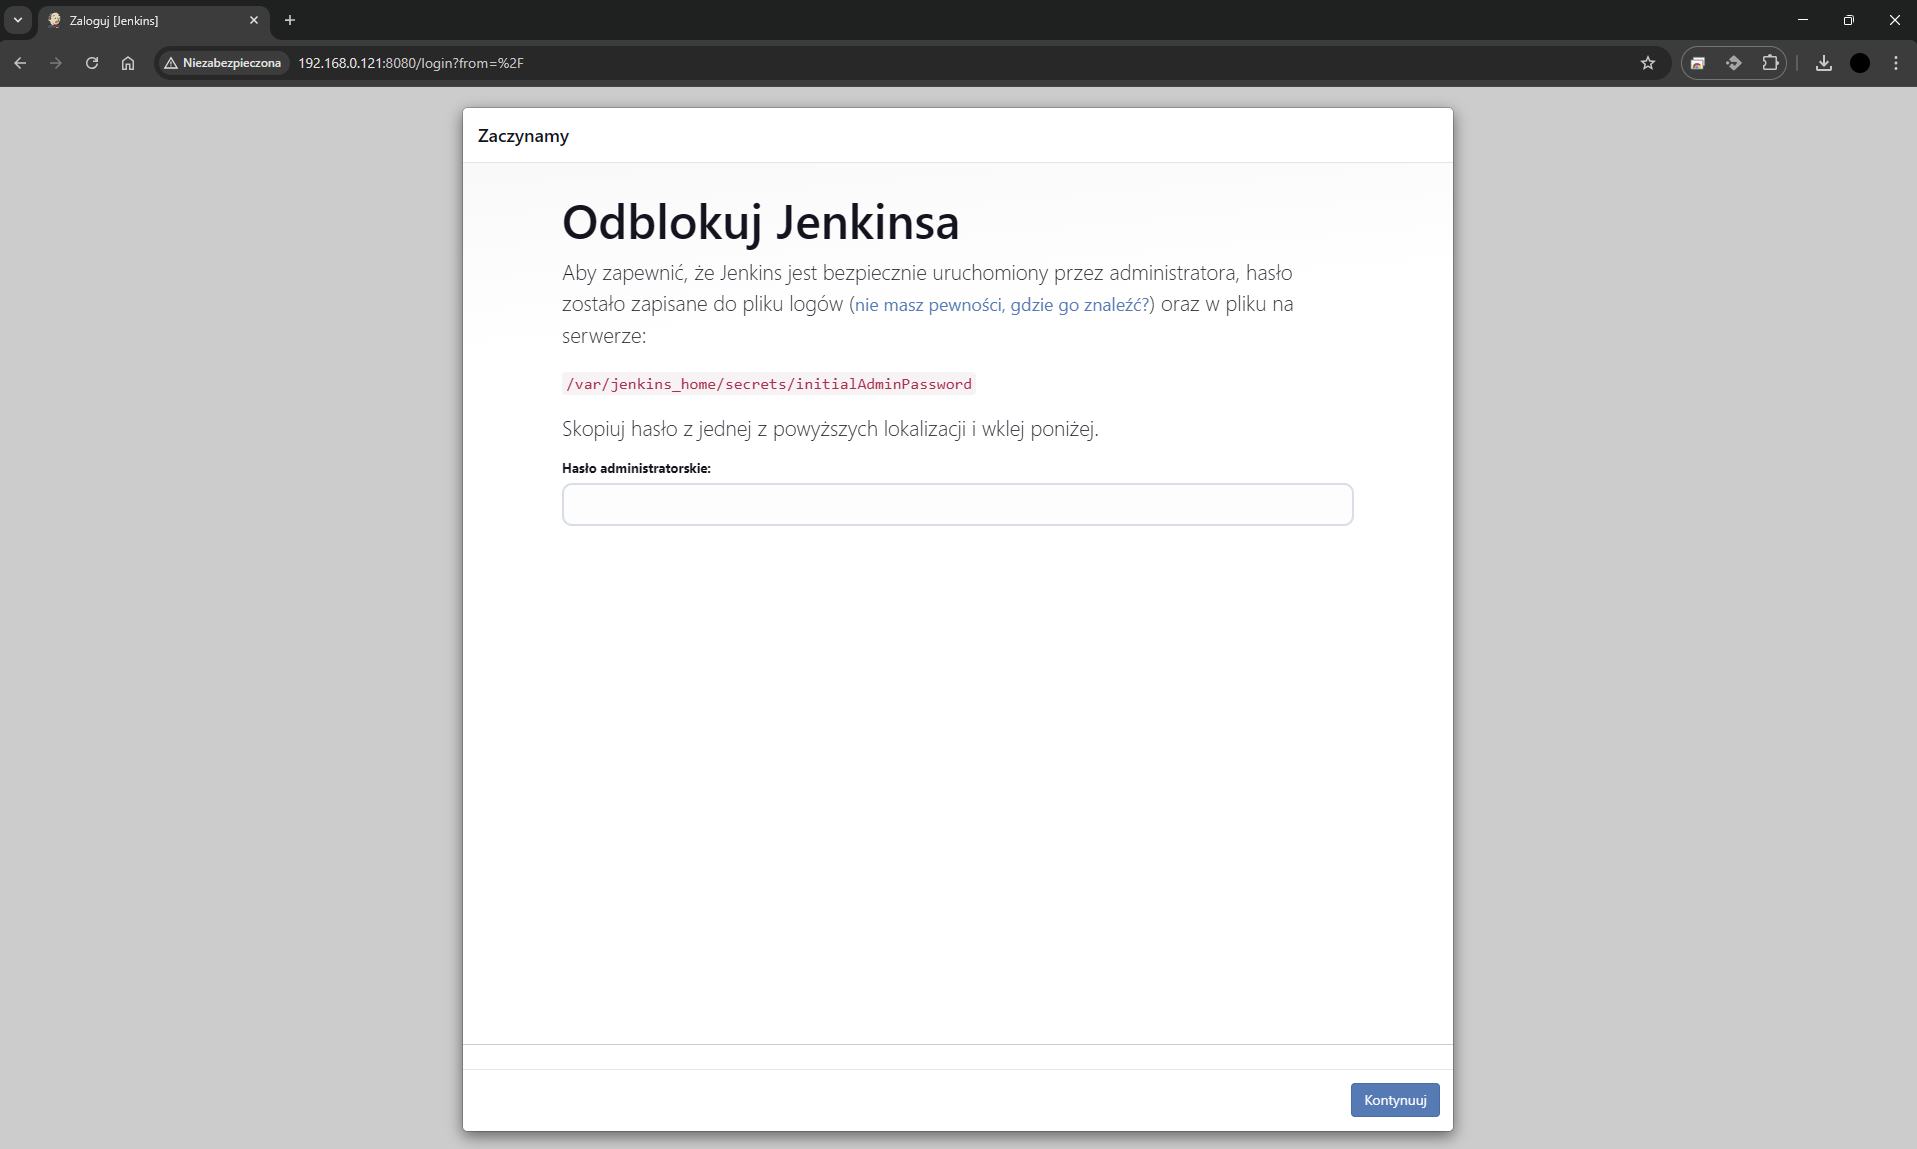 Zaloguj [Jenkins]
Niezabezpieczona
192.168.0.121:8080/login?from=%2F
Zaczynamy
Odblokuj Jenkinsa
Aby zapewnić, że Jenkins jest bezpiecznie uruchomiony przez administratora, hasło
zostało zapisane do pliku logów (nie masz pewności, gdzie go znaleźć?) oraz w pliku na
serwerze:
/var/jenkins_home/secrets/initialAdminPassword
Skopiuj hasło z jednej z powyższych lokalizacji i wklej poniżej.
Hasło administratorskie:
Kontynuuj